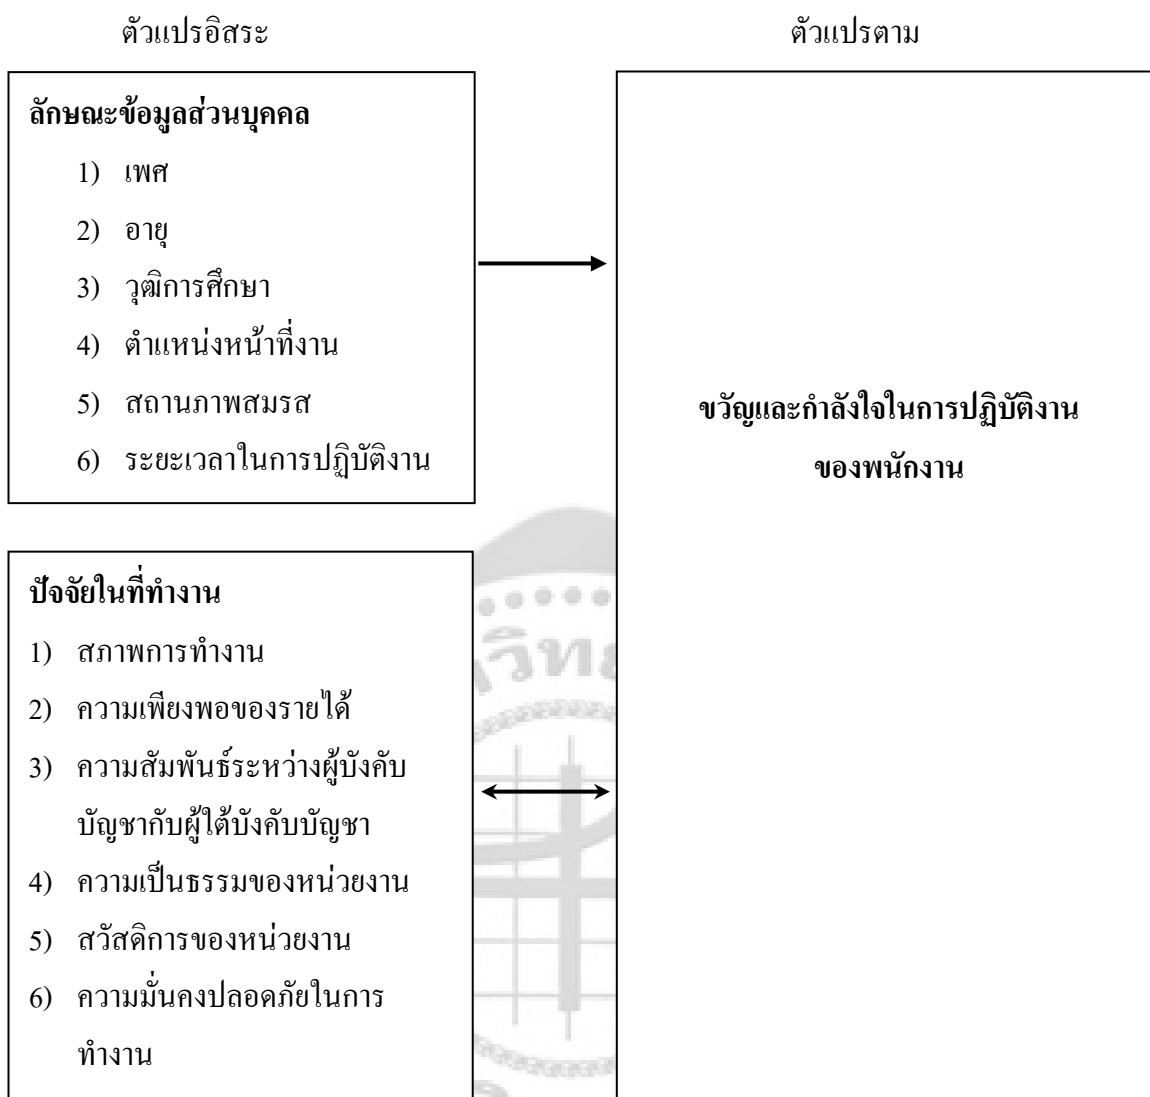 ตัวแปรอิสระ
ตัวแปรตาม
ลักษณะข้อมูลส่วนบุคคล
1) เพศ
2) อายุ
3) วุฒิการศึกษา
4) ตำแหน่งหน้าที่งาน
5) สถานภาพสมรส
6) ระยะเวลาในการปฏิบัติงาน
ปัจจัยในที่ทำงาน
1) สภาพการทำงาน
2) ความเพียงพอของรายได้
3) ความสัมพันธ์ระหว่างผู้บังคับ
บัญชากับผู้ใต้บังคับบัญชา
4) ความเป็นธรรมของหน่วยงาน
5) สวัสดิการของหน่วยงาน
6) ความมั่นคงปลอดภัยในการ
ทำงาน
ขวัญและกำลังใจในการปฏิบัติงาน
ของพนักงาน